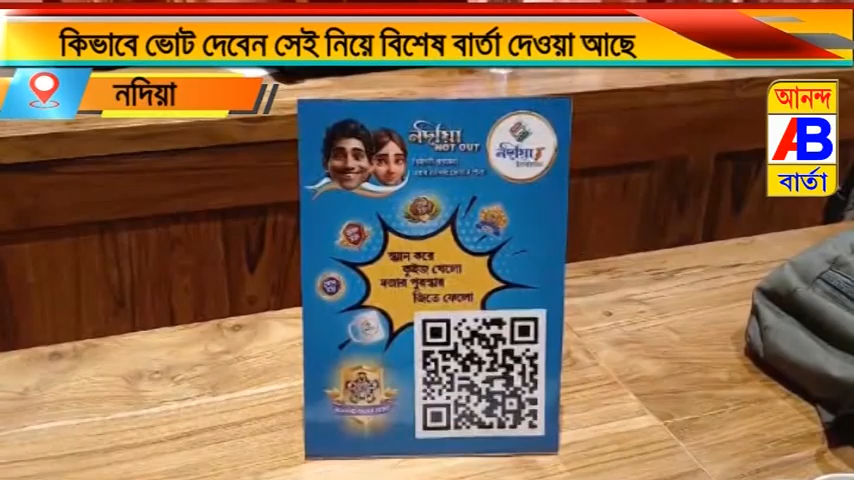 কিভাবে ভোট দেবেন সেই নিয়ে বিশেষ বার্তা দেওয়া আছে
নদিয়া
আনন্দ
AB
বার্তা
নদীয়া
NOT OUT
নদীয়া
স্ক্যান করে
কুইজ খেলো
মজার পুরস্কার
জিতে ফেলো